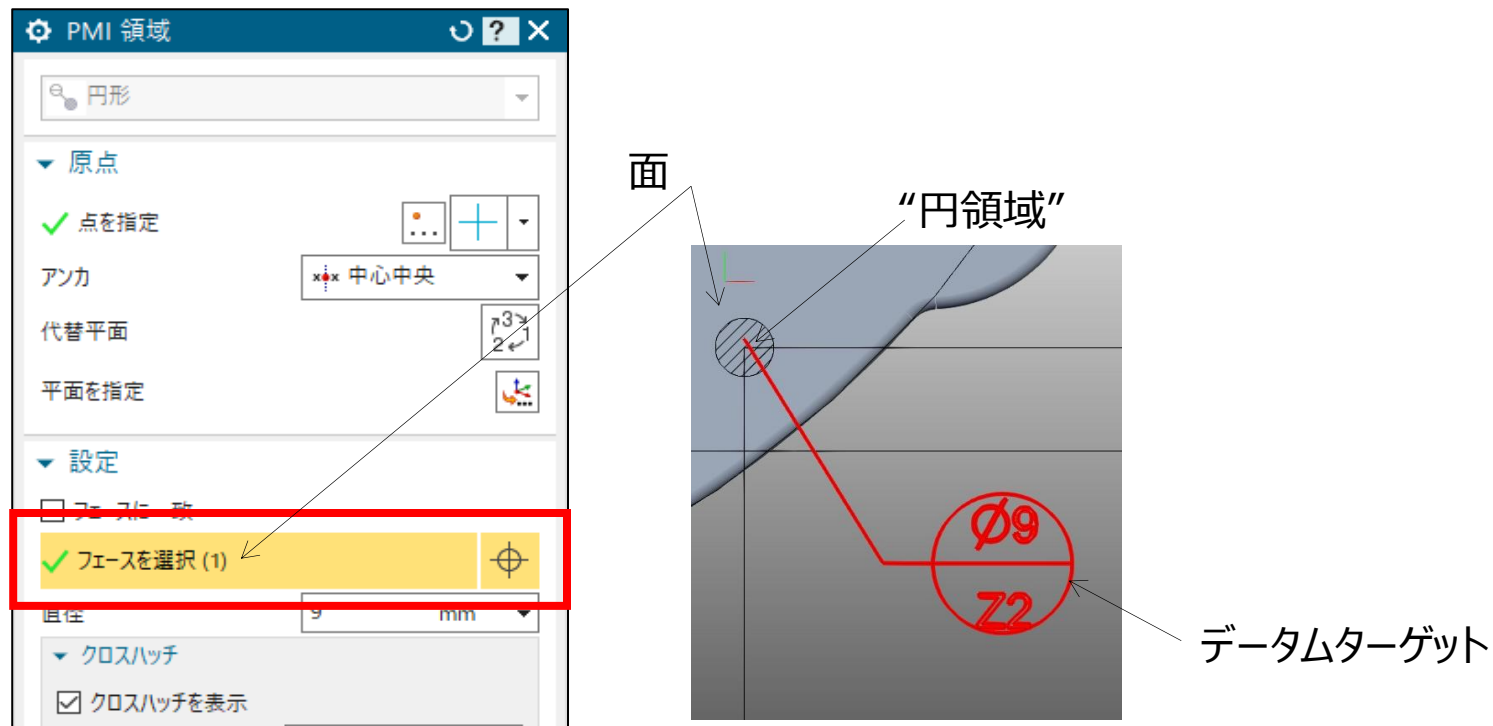 PMI 領域
?
円形
原点
点を指定
アンカ
中心中央
代替平面
3
1
2
平面を指定
設定
フェースに一致
フェースを選択 (1)
直径
9
mm
クロスハッチ
クロスハッチを表示
面
“円領域”
Ø9
Z2
データムターゲット